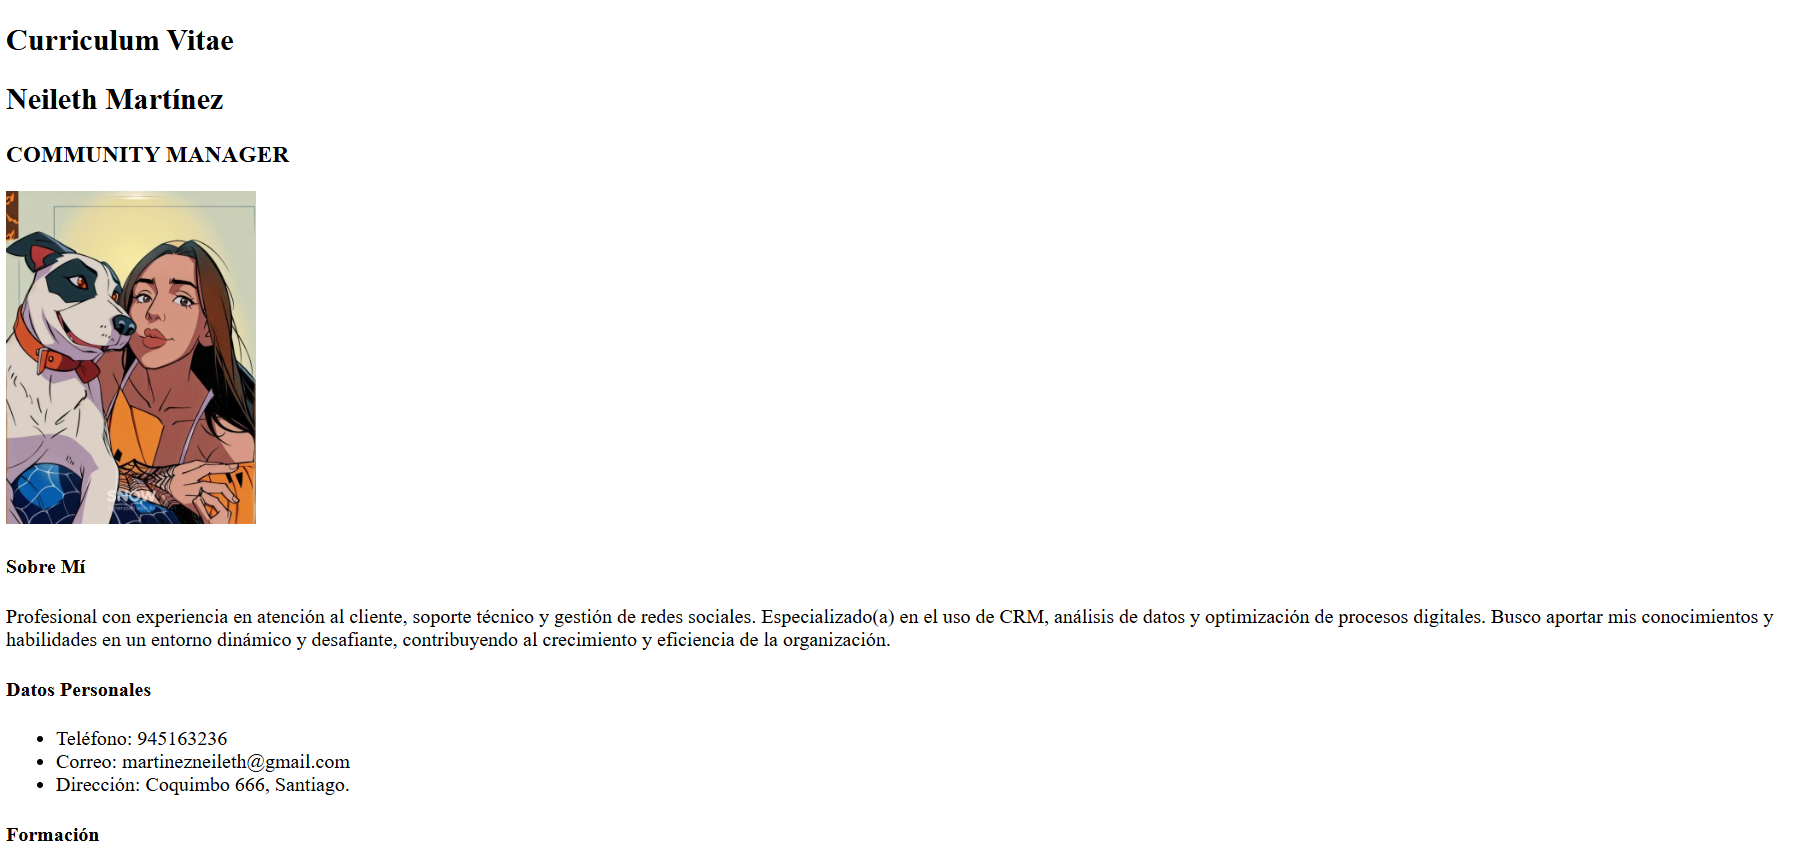 Curriculum Vitae
Neileth Martínez
COMMUNITY MANAGER
SNOW
Sobre Mí
Profesional con experiencia en atención al cliente, soporte técnico y gestión de redes sociales. Especializado(a) en el uso de CRM, análisis de datos y optimización de procesos digitales. Busco aportar mis conocimientos y
habilidades en un entorno dinámico y desafiante, contribuyendo al crecimiento y eficiencia de la organización.
Datos Personales
• Teléfono: 945163236
• Correo: martinezneileth@gmail.com
• Dirección: Coquimbo 666, Santiago.
Formación